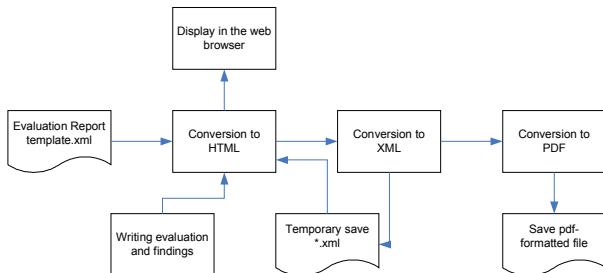 Display in the web
browser
Evaluation Report
template.xml
Conversion to
HTML
Conversion to
XML
Conversion to
PDF
Writing evaluation
and findings
Temporary save
*.xml
Save pdf-
formatted file